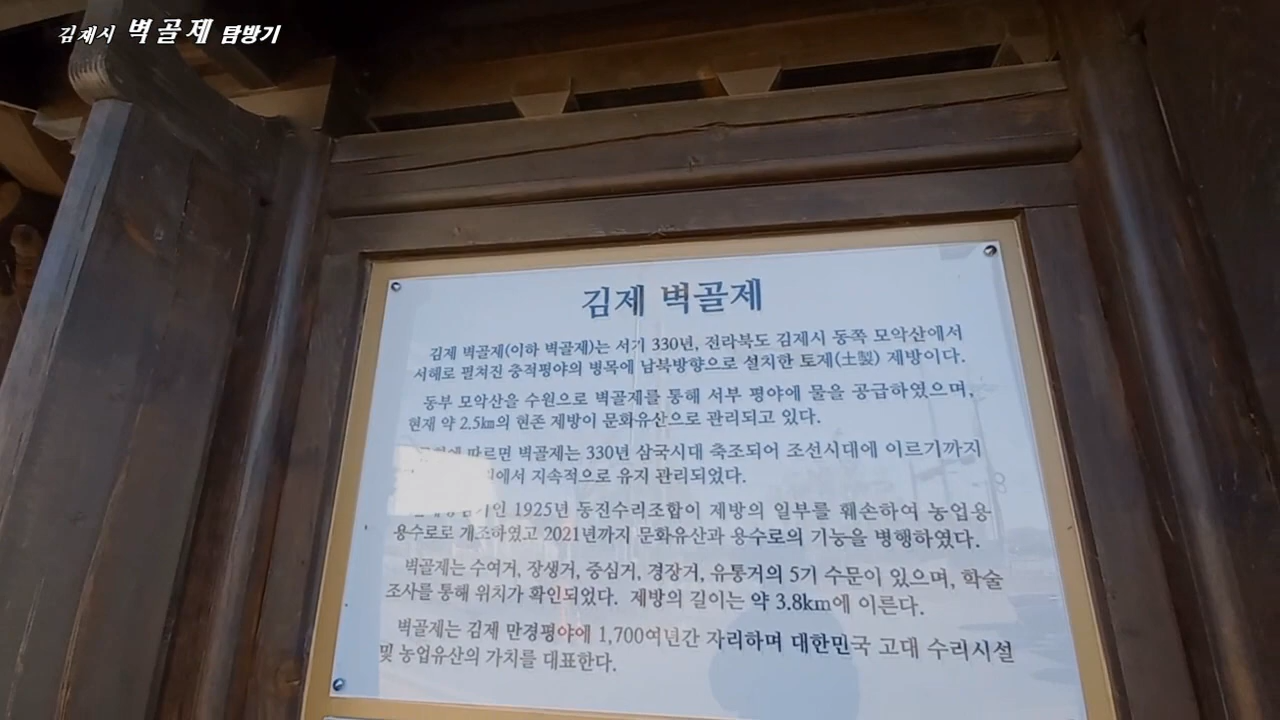 김제시 벽골제 탐방기
김제 벽골제
김제 벽골제(이하 벽골제)는 서기 330년, 전라북도 김제시 동쪽 모악산에서
서해로 펼쳐진 충적평야의 병목에 남북방향으로 설치한 토제(土製) 제방이다.
동부 모악산을 수원으로 벽골제를 통해 서부 평야에 물을 공급하였으며,
현재 약 2.5㎞의 현존 제방이 문화유산으로 관리되고 있다.
따르면 벽골제는 330년 삼국시대 축조되어 조선시대에 이르기까지
지속적으로 유지 관리되었다.
1925년 동진수리조합이 제방의 일부를 훼손하여 농업용
용수로로 개조하였고 2021년까지 문화유산과 용수로의 기능을 병행하였다.
벽골제는 수여거, 장생거, 중심거, 경장거, 유통거의 5기 수문이 있으며, 학술
조사를 통해 위치가 확인되었다. 제방의 길이는 약 3.8km에 이른다.
벽골제는 김제 만경평야에 1,700여년간 자리하며 대한민국 고대 수리시설
및 농업유산의 가치를 대표한다.